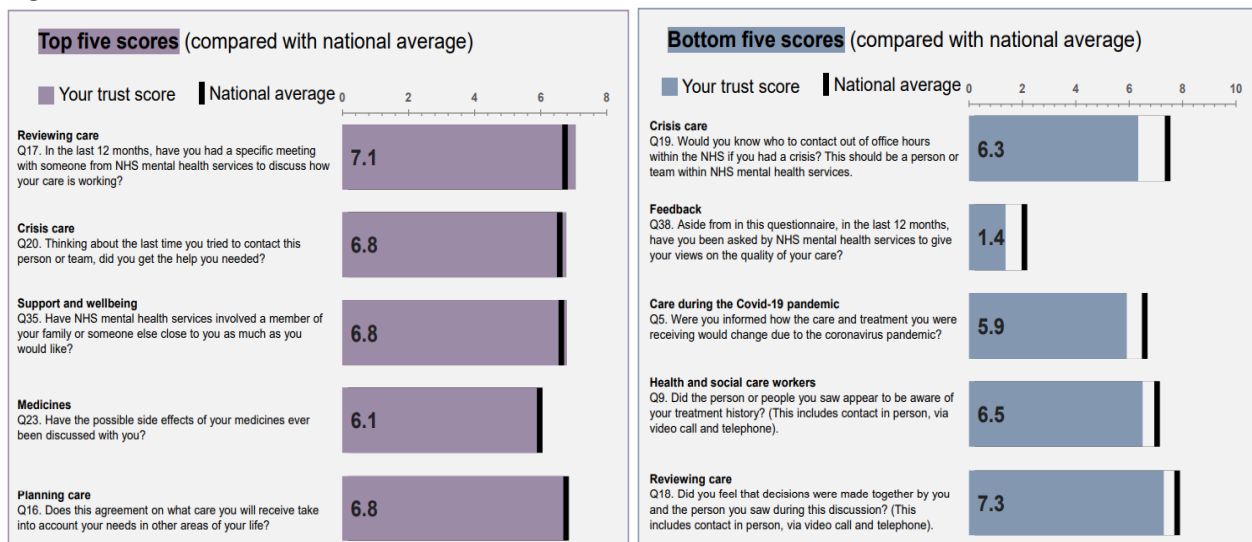 Top five scores (compared with national average)
Your trust score National average
0 2 4 6 8
Reviewing care
Q17. In the last 12 months, have you had a specific meeting
with someone from NHS mental health services to discuss how
your care is working?
7.1
Crisis care
Q20. Thinking about the last time you tried to contact this
person or team, did you get the help you needed?
6.8
Support and wellbeing
Q35. Have NHS mental health services involved a member of
your family or someone else close to you as much as you
would like?
6.8
Medicines
Q23. Have the possible side effects of your medicines ever
been discussed with you?
6.1
Planning care
Q16. Does this agreement on what care you will receive take
into account your needs in other areas of your life?
6.8
Bottom five scores (compared with national average)
Your trust score National average
0 2 4 6 8 10
Crisis care
Q19. Would you know who to contact out of office hours
within the NHS if you had a crisis? This should be a person or
team within NHS mental health services.
6.3
Feedback
Q38. Aside from in this questionnaire, in the last 12 months,
have you been asked by NHS mental health services to give
your views on the quality of your care?
1.4
Care during the Covid-19 pandemic
Q5. Were you informed how the care and treatment you were
receiving would change due to the coronavirus pandemic?
5.9
Health and social care workers
Q9. Did the person or people you saw appear to be aware of
your treatment history? (This includes contact in person, via
video call and telephone).
6.5
Reviewing care
Q18. Did you feel that decisions were made together by you
and the person you saw during this discussion? (This
includes contact in person, via video call and telephone).
7.3